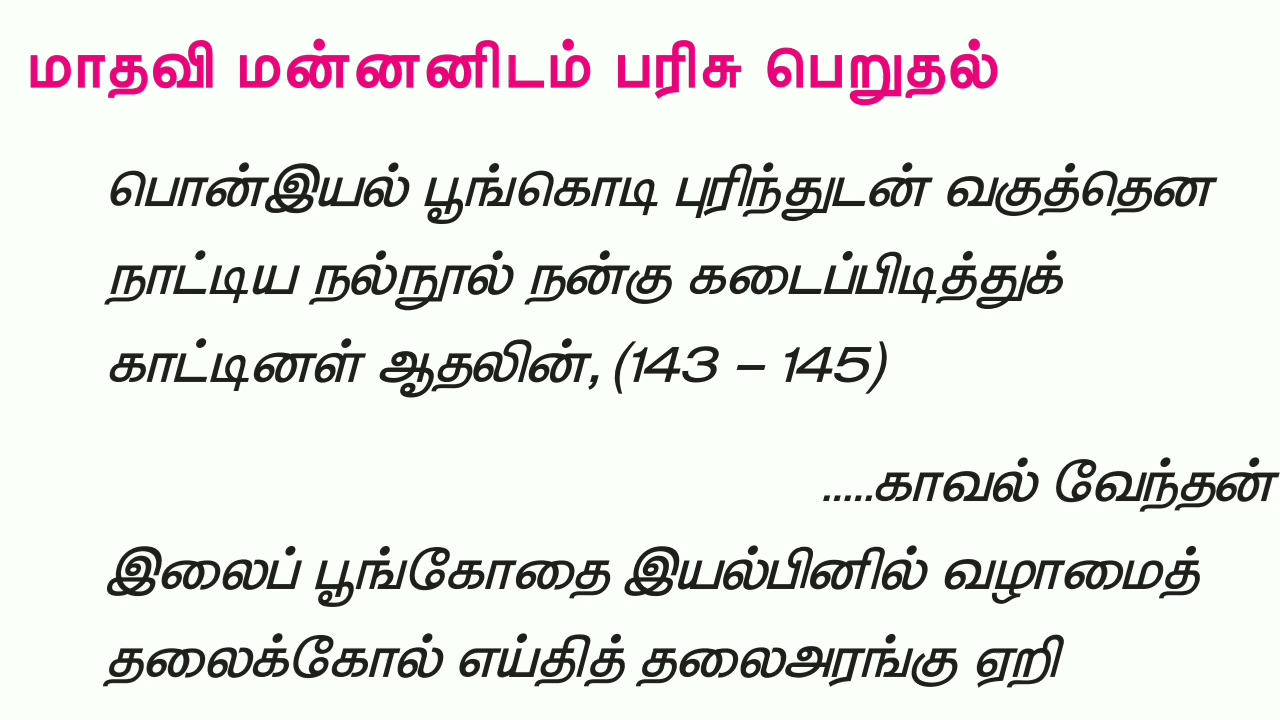 மாதவி மன்னனிடம் பரிசு பெறுதல்
பொன்இயல் பூங்கொடி புரிந்துடன் வகுத்தென
நாட்டிய நல்நூல் நன்கு கடைப்பிடித்துக்
காட்டினள் ஆதலின், (143 – 145)
.....காவல் வேந்தன்
இலைப் பூங்கோதை இயல்பினில் வழாமைத்
தலைக்கோல் எய்தித் தலைஅரங்கு ஏறி